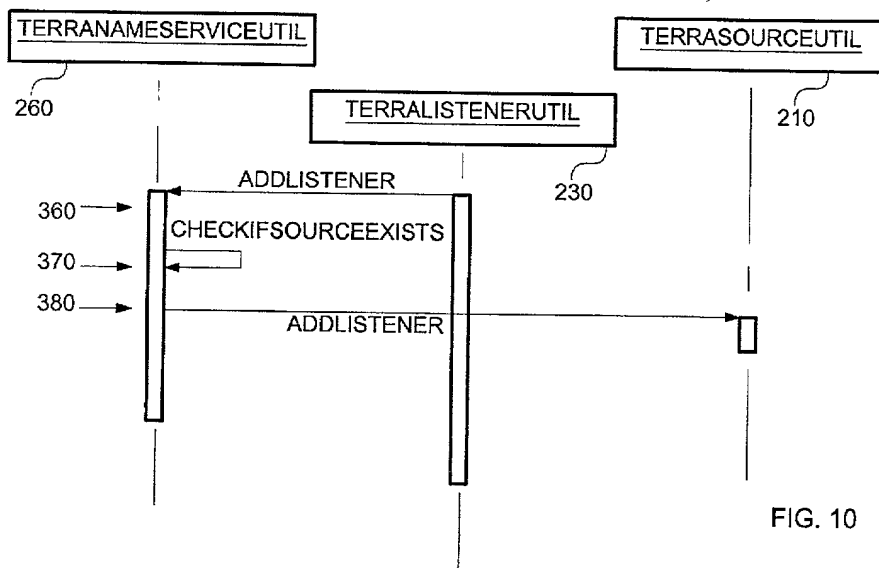 TERRANAMESERVICEUTIL
TERRASOURCEUTIL
260
TERRALISTENERUTIL
210
230
ADDLISTENER
360
CHECKIFSOURCEEXISTS
370
380
ADDLISTENER
FIG. 10